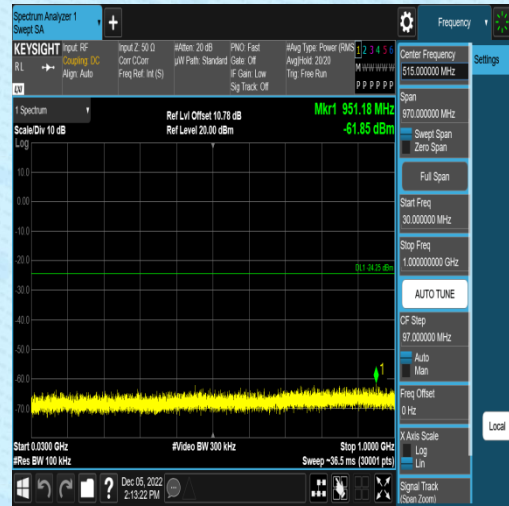 Spectrum Analyzer 1
Swept SA
+
Frequency
KEYSIGHT
Input: RF
Input Z: 50 Ω
#Atten: 20 dB
PNO: Fast
#Avg Type: Power (RMS
1 2 3 4 5 6
R L
Coupling: DC
Corr CCorr
µW Path: Standard
Gate: Off
Avg|Hold: 20/20
M W W W W W
Align: Auto
Freq Ref: Int (S)
IF Gain: Low
Trig: Free Run
Sig Track: Off
P P P P P P
LXI
1 Spectrum
Ref Lvl Offset 10.78 dB
Mkr1 951.18 MHz
Scale/Div 10 dB
Ref Level 20.00 dBm
-61.85 dBm
Log
10.0
0.00
-10.0
-20.0
DL1 -24.25 dBm
-30.0
-40.0
-50.0
1
-60.0
-70.0
Start 0.0300 GHz
#Video BW 300 kHz
Stop 1.0000 GHz
#Res BW 100 kHz
Sweep ~36.5 ms (30001 pts)
?
Dec 05, 2022
2:13:22 PM
Center Frequency
515.000000 MHz
Settings
Span
970.000000 MHz
Swept Span
Zero Span
Full Span
Start Freq
30.000000 MHz
Stop Freq
1.000000000 GHz
AUTO TUNE
CF Step
97.000000 MHz
Auto
Man
Freq Offset
0 Hz
Local
X Axis Scale
Log
Lin
Signal Track
(Span Zoom)